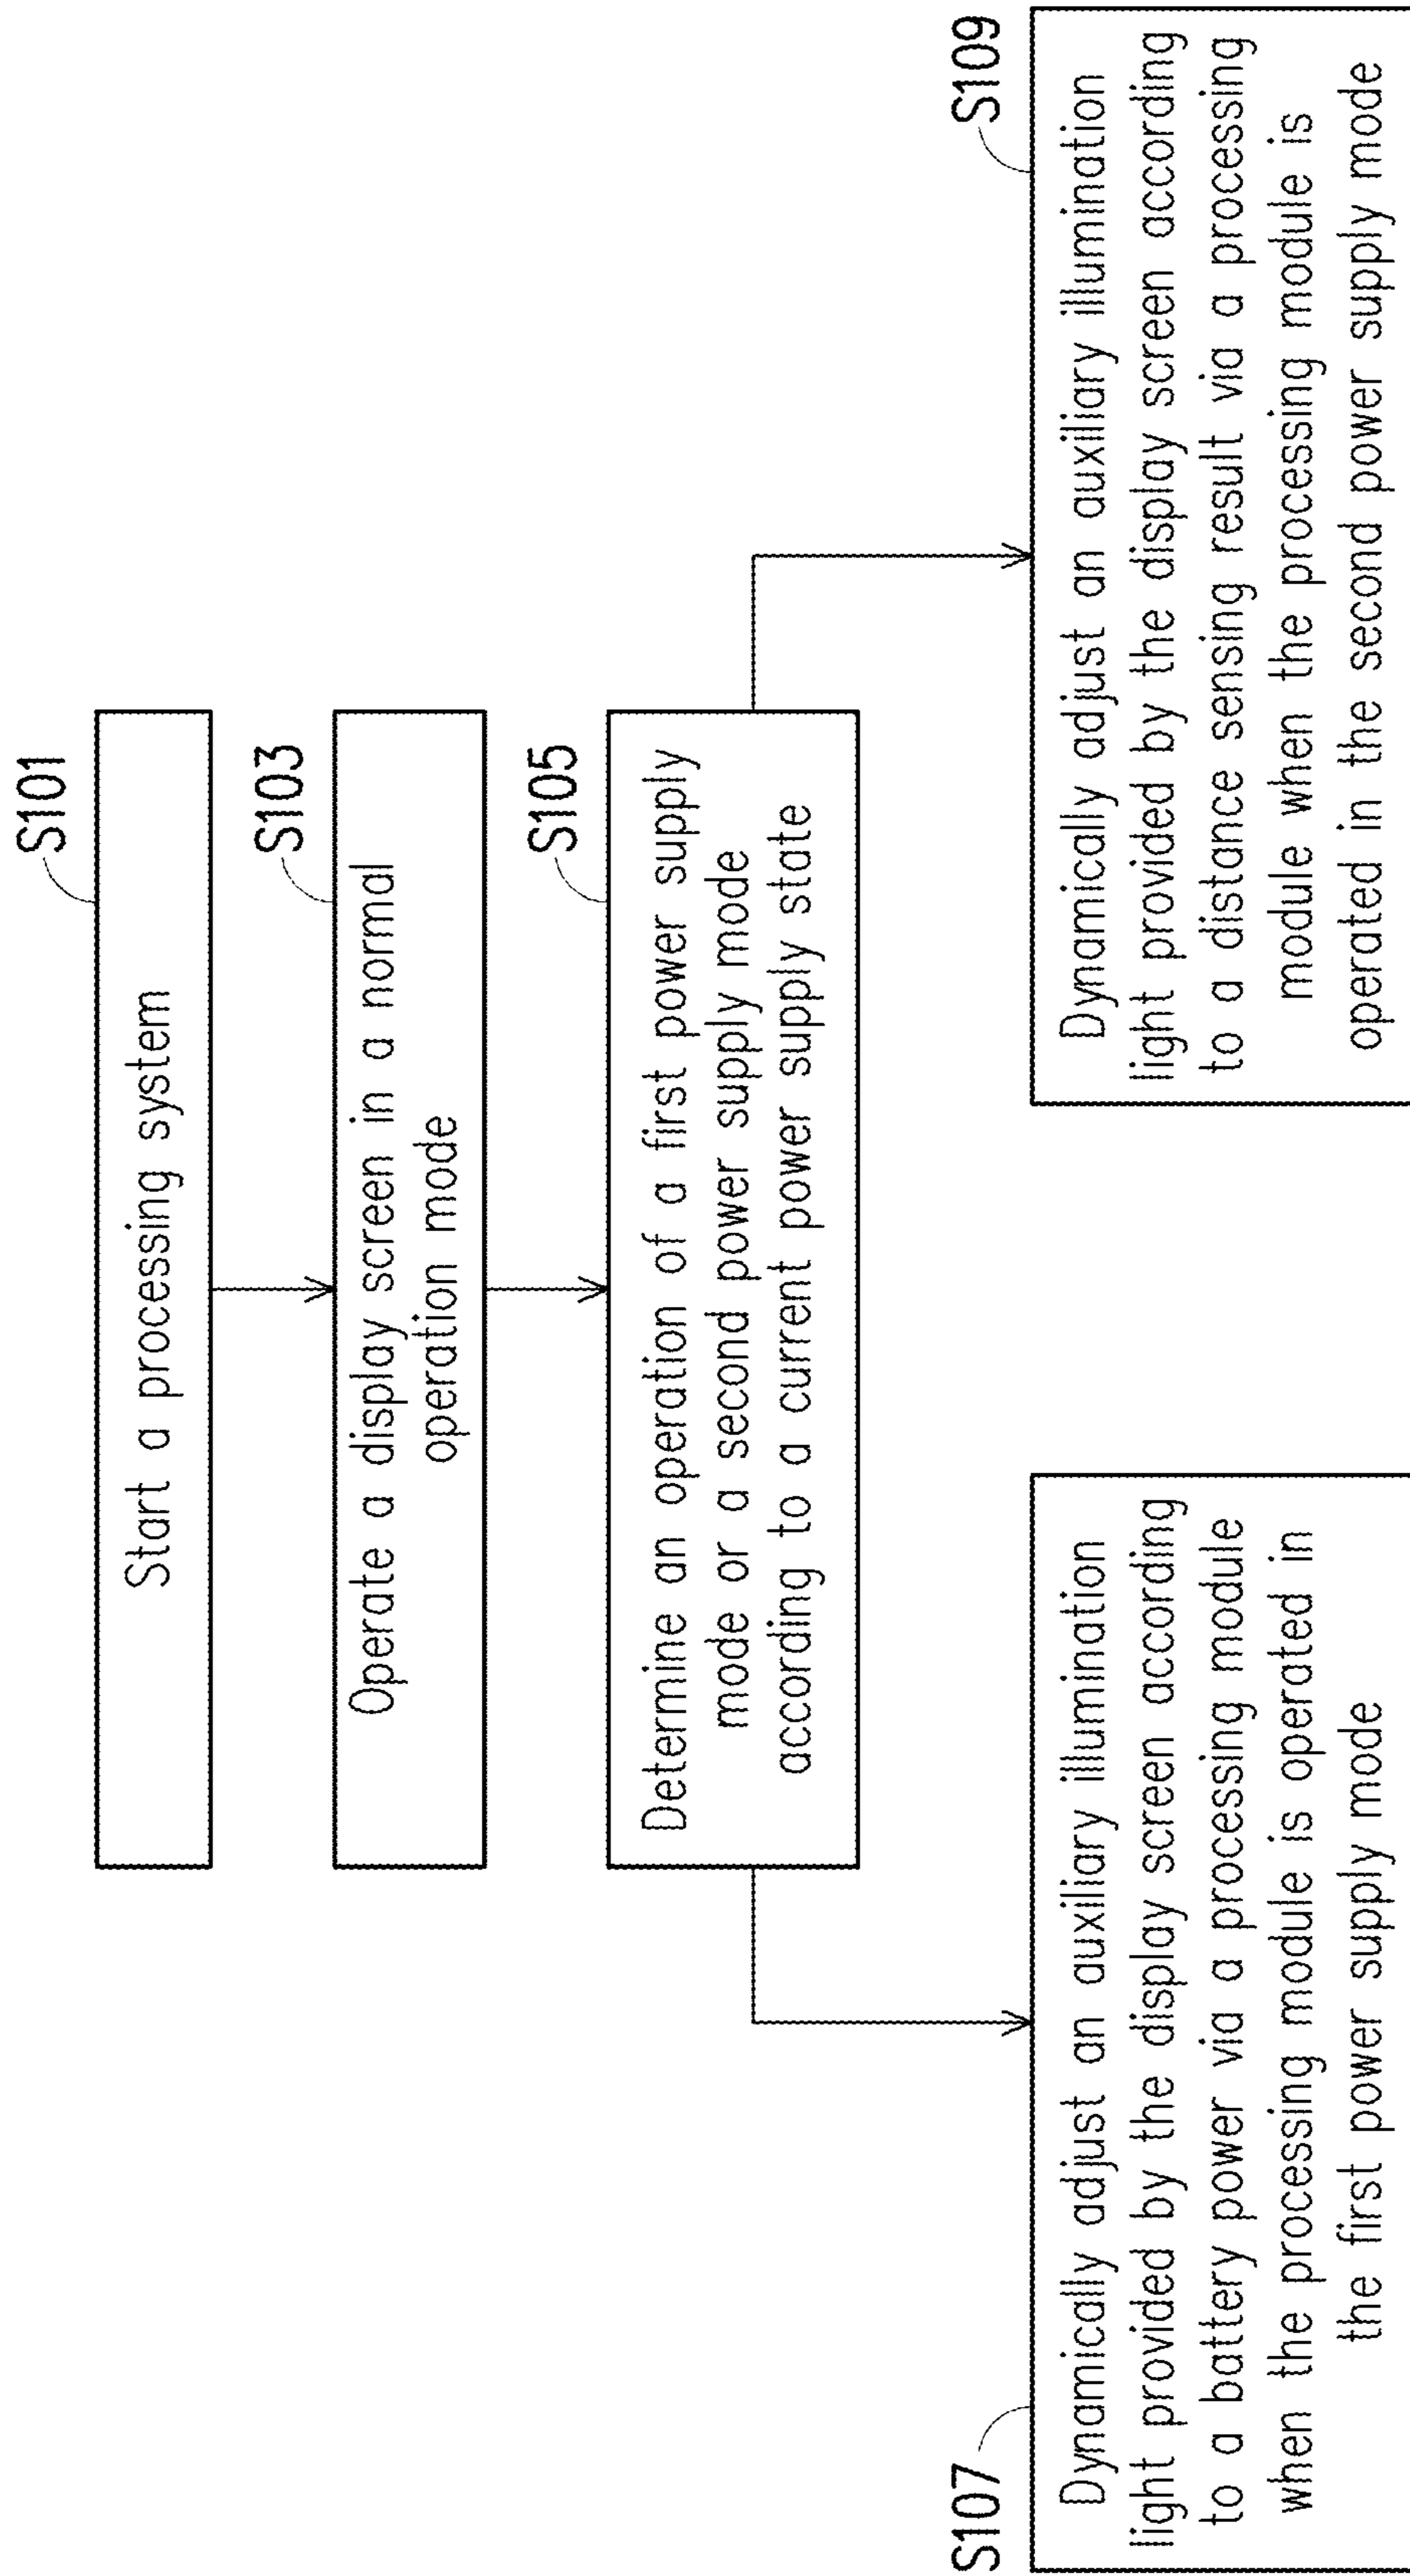 S101
Start a processing system
S103
Operate a display screen in a normal
operation mode
S105
Determine an operation of a first power supply
mode or a second power supply mode
according to a current power supply state
S107
Dynamically adjust an auxiliary illumination
light provided by the display screen according
to a battery power via a processing module
when the processing module is operated in
the first power supply mode
S109
Dynamically adjust an auxiliary illumination
light provided by the display screen according
to a distance sensing result via a processing
module when the processing module is
operated in the second power supply mode